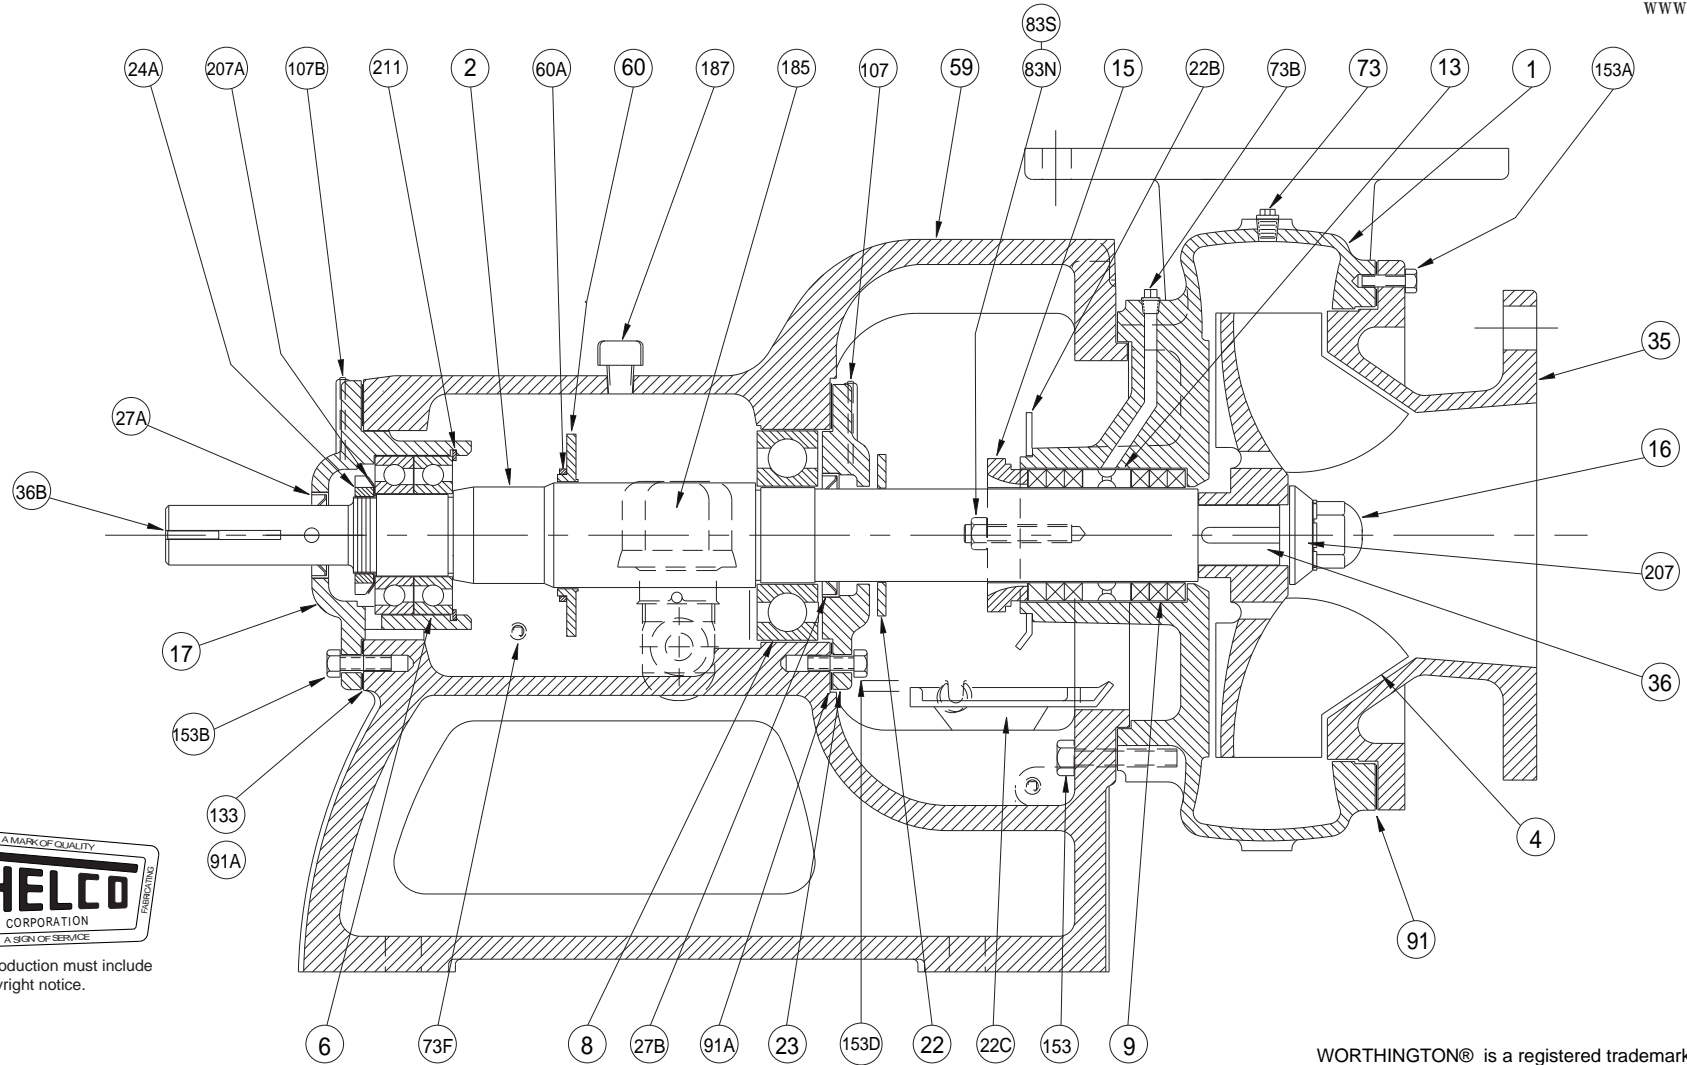 WWW
83S
24A 207A 107B 211 2 60A 60 187 185 107 59 83N 15 22B 73B 73 13 1 153A
35
27A
16
36B
207
17
36
153B
133
4
91A
91
A MARK OF QUALITY
HELCO
CORPORATION
FABRICATING
A SIGN OF SERVICE
oduction must include
yright notice.
6 73F 8 27B 91A 23 153D 22 22C 153 9
WORTHINGTON® is a registered trademark